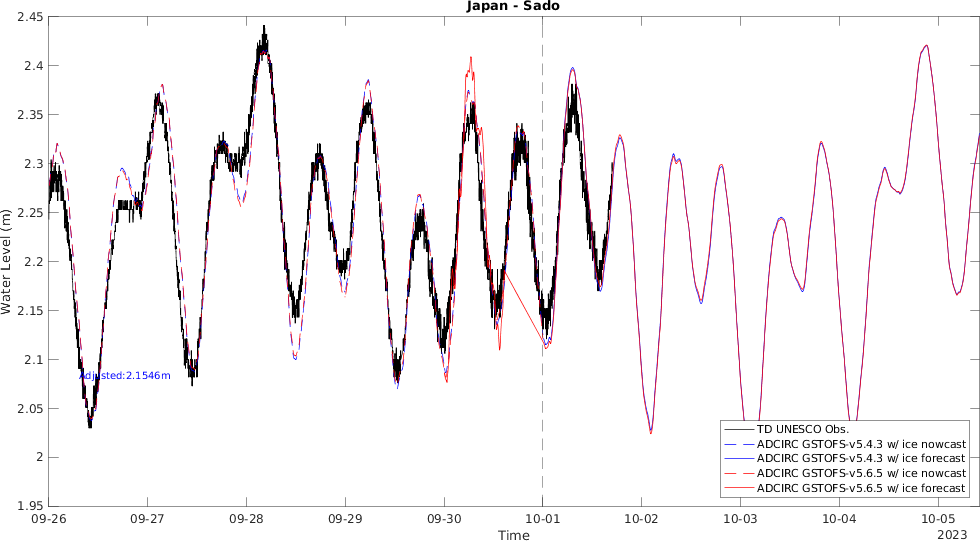 Japan - Sado
2.45
2.4
2.35
2.3
2.25
2.2
2.15
2.1
2.05
2
1.95
Water Level (m)
Adjusted:2.1546m
TD UNESCO Obs.
ADCIRC GSTOFS-v5.4.3 w/ ice nowcast
ADCIRC GSTOFS-v5.4.3 w/ ice forecast
ADCIRC GSTOFS-v5.6.5 w/ ice nowcast
ADCIRC GSTOFS-v5.6.5 w/ ice forecast
09-26 09-27 09-28 09-29 09-30 10-01 10-02 10-03 10-04 10-05
Time
2023